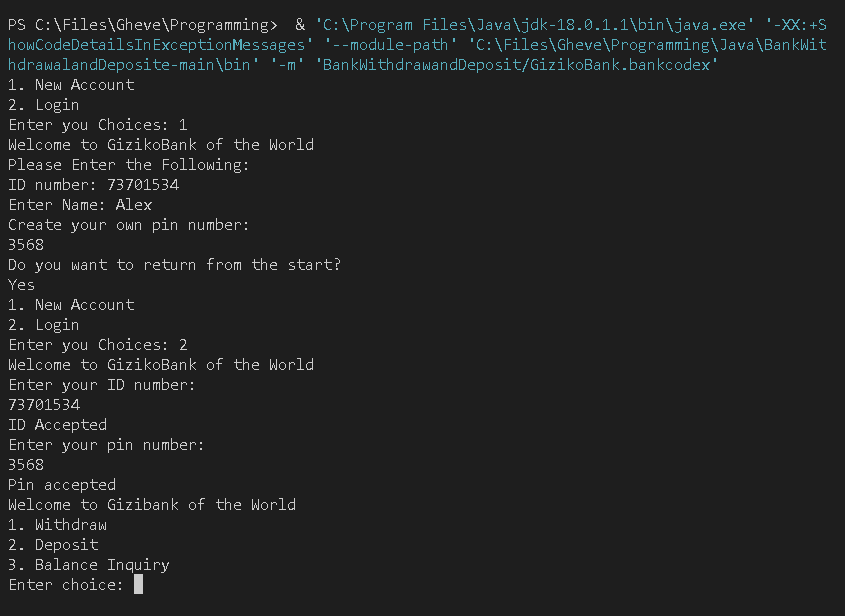 PS C:\Files\Gheve\Programming>  & 'C:\Program Files\Java\jdk-18.0.1.1\bin\java.exe' '-XX:+S
howCodeDetailsInExceptionMessages' '--module-path' 'C:\Files\Gheve\Programming\Java\BankWit
hdrawalandDeposite-main\bin' '-m' 'BankWithdrawandDeposit/GizikoBank.bankcodex'
1. New Account
2. Login
Enter you Choices: 1
Welcome to GizikoBank of the World
Please Enter the Following:
ID number: 73701534
Enter Name: Alex
Create your own pin number:
3568
Do you want to return from the start?
Yes
1. New Account
2. Login
Enter you Choices: 2
Welcome to GizikoBank of the World
Enter your ID number:
73701534
ID Accepted
Enter your pin number:
3568
Pin accepted
Welcome to Gizibank of the World
1. Withdraw
2. Deposit
3. Balance Inquiry
Enter choice: